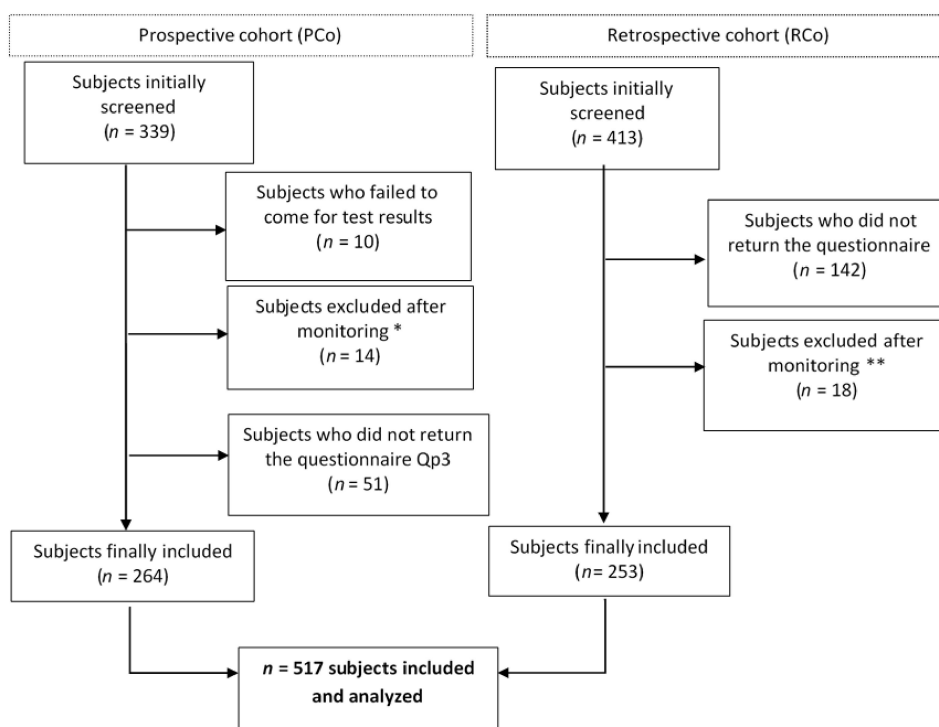 Prospective cohort (PCo)
Subjects initially
screened
(n = 339)
Subjects who failed to
come for test results
(n = 10)
Subjects excluded after
monitoring *
(n = 14)
Subjects who did not return
the questionnaire Qp3
(n = 51)
Subjects finally included
(n = 264)
Retrospective cohort (RCo)
Subjects initially
screened
(n = 413)
Subjects who did not
return the questionnaire
(n = 142)
Subjects excluded after
monitoring **
(n = 18)
Subjects finally included
(n= 253)
n = 517 subjects included
and analyzed